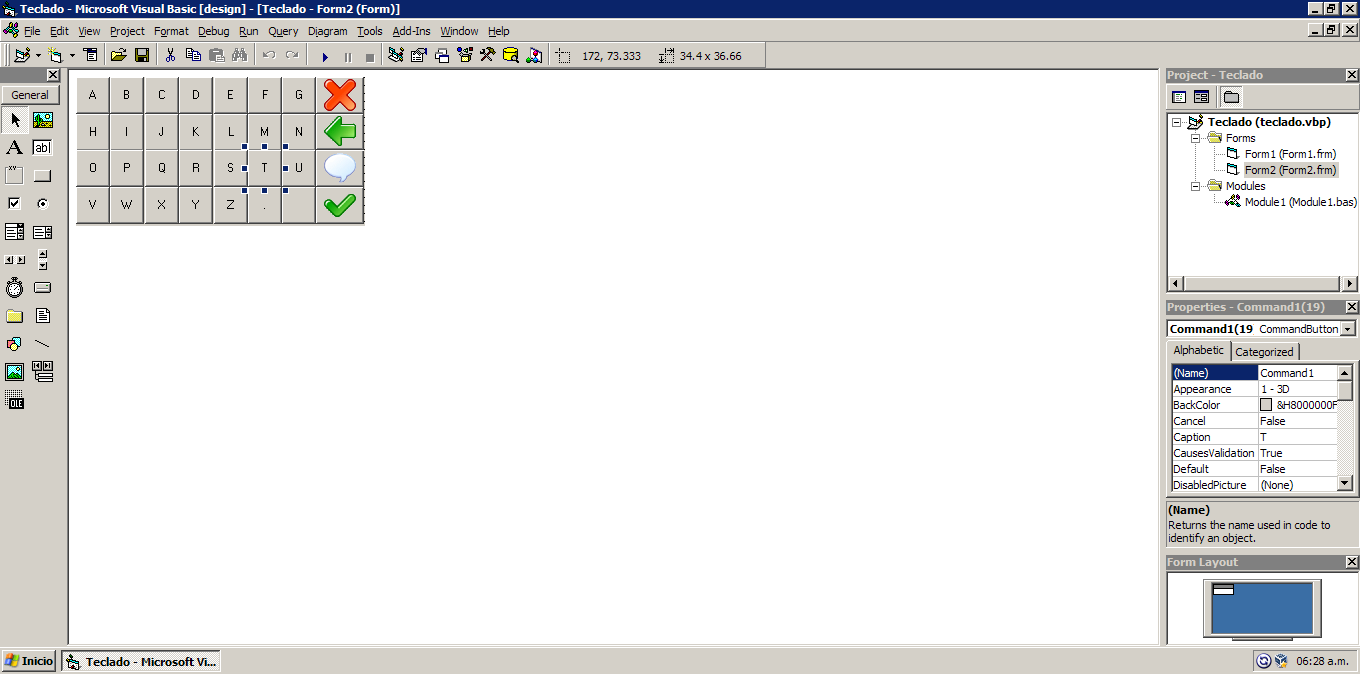 Teclado - Microsoft Visual Basic [design] - [Teclado - Form2 (Form)]
File Edit View Project Format Debug Run Query Diagram Tools Add-Ins Window Help
172, 73.333 34.4 x 36.66
General
A
ab|
xv
OLE
A B C D E F G
H I J K L M N
O P Q R S T U
V W X Y Z .
Project - Teclado
Teclado (teclado.vbp)
Forms
Form1 (Form1.frm)
Form2 (Form2.frm)
Modules
Module1 (Module1.bas)
Properties - Command1(19)
Command1(19 CommandButton
Alphabetic Categorized
(Name) Command1
Appearance 1 - 3D
BackColor &H8000000F
Cancel False
Caption T
CausesValidation True
Default False
DisabledPicture (None)
(Name)
Returns the name used in code to
identify an object.
Form Layout
Inicio Teclado - Microsoft Vi... 06:28 a.m.